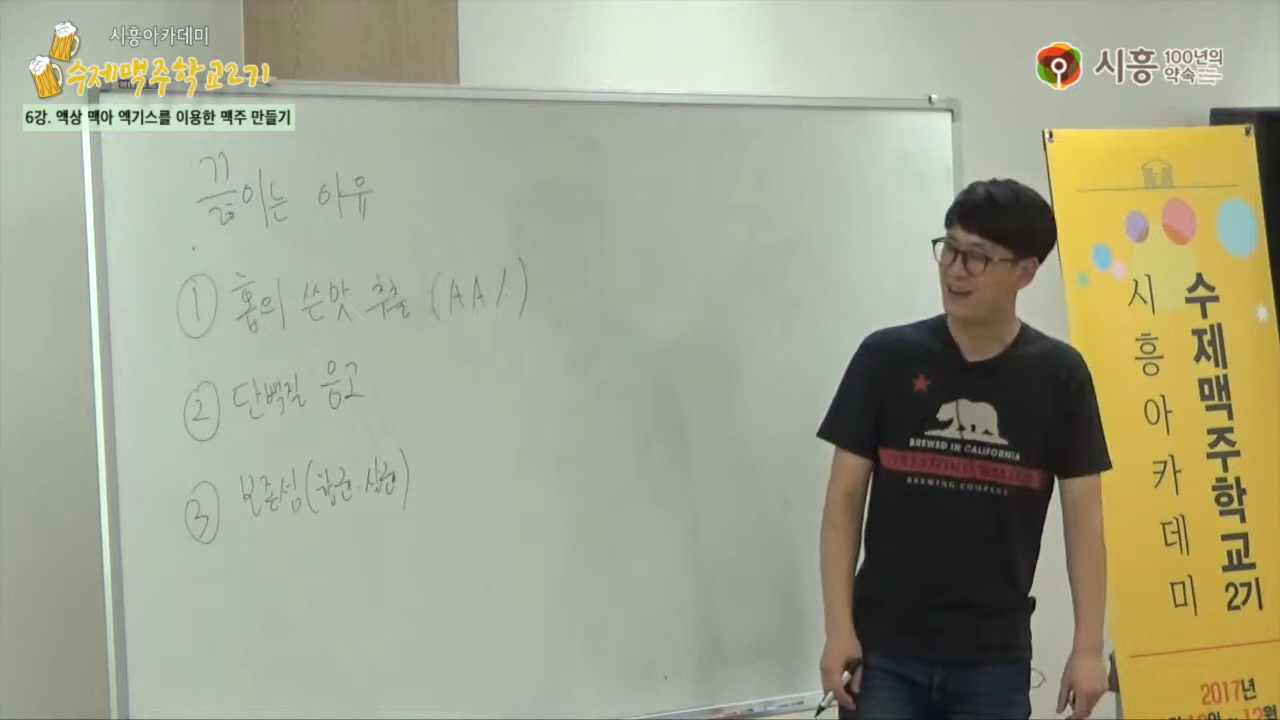 시흥아카데미
수제맥주학교2기
6강. 액상 맥아 엑기스를 이용한 맥주 만들기
시흥 100년의 약속
끓이는 이유
① 홉의 쓴맛 추출 (AA%)
② 단백질 응고
③ 보존성(항균·살균)
BREWED IN CALIFORNIA
FIRESTONE WALKER
BREWING COMPANY
수제맥주학교 2기
시흥아카데미
2017년